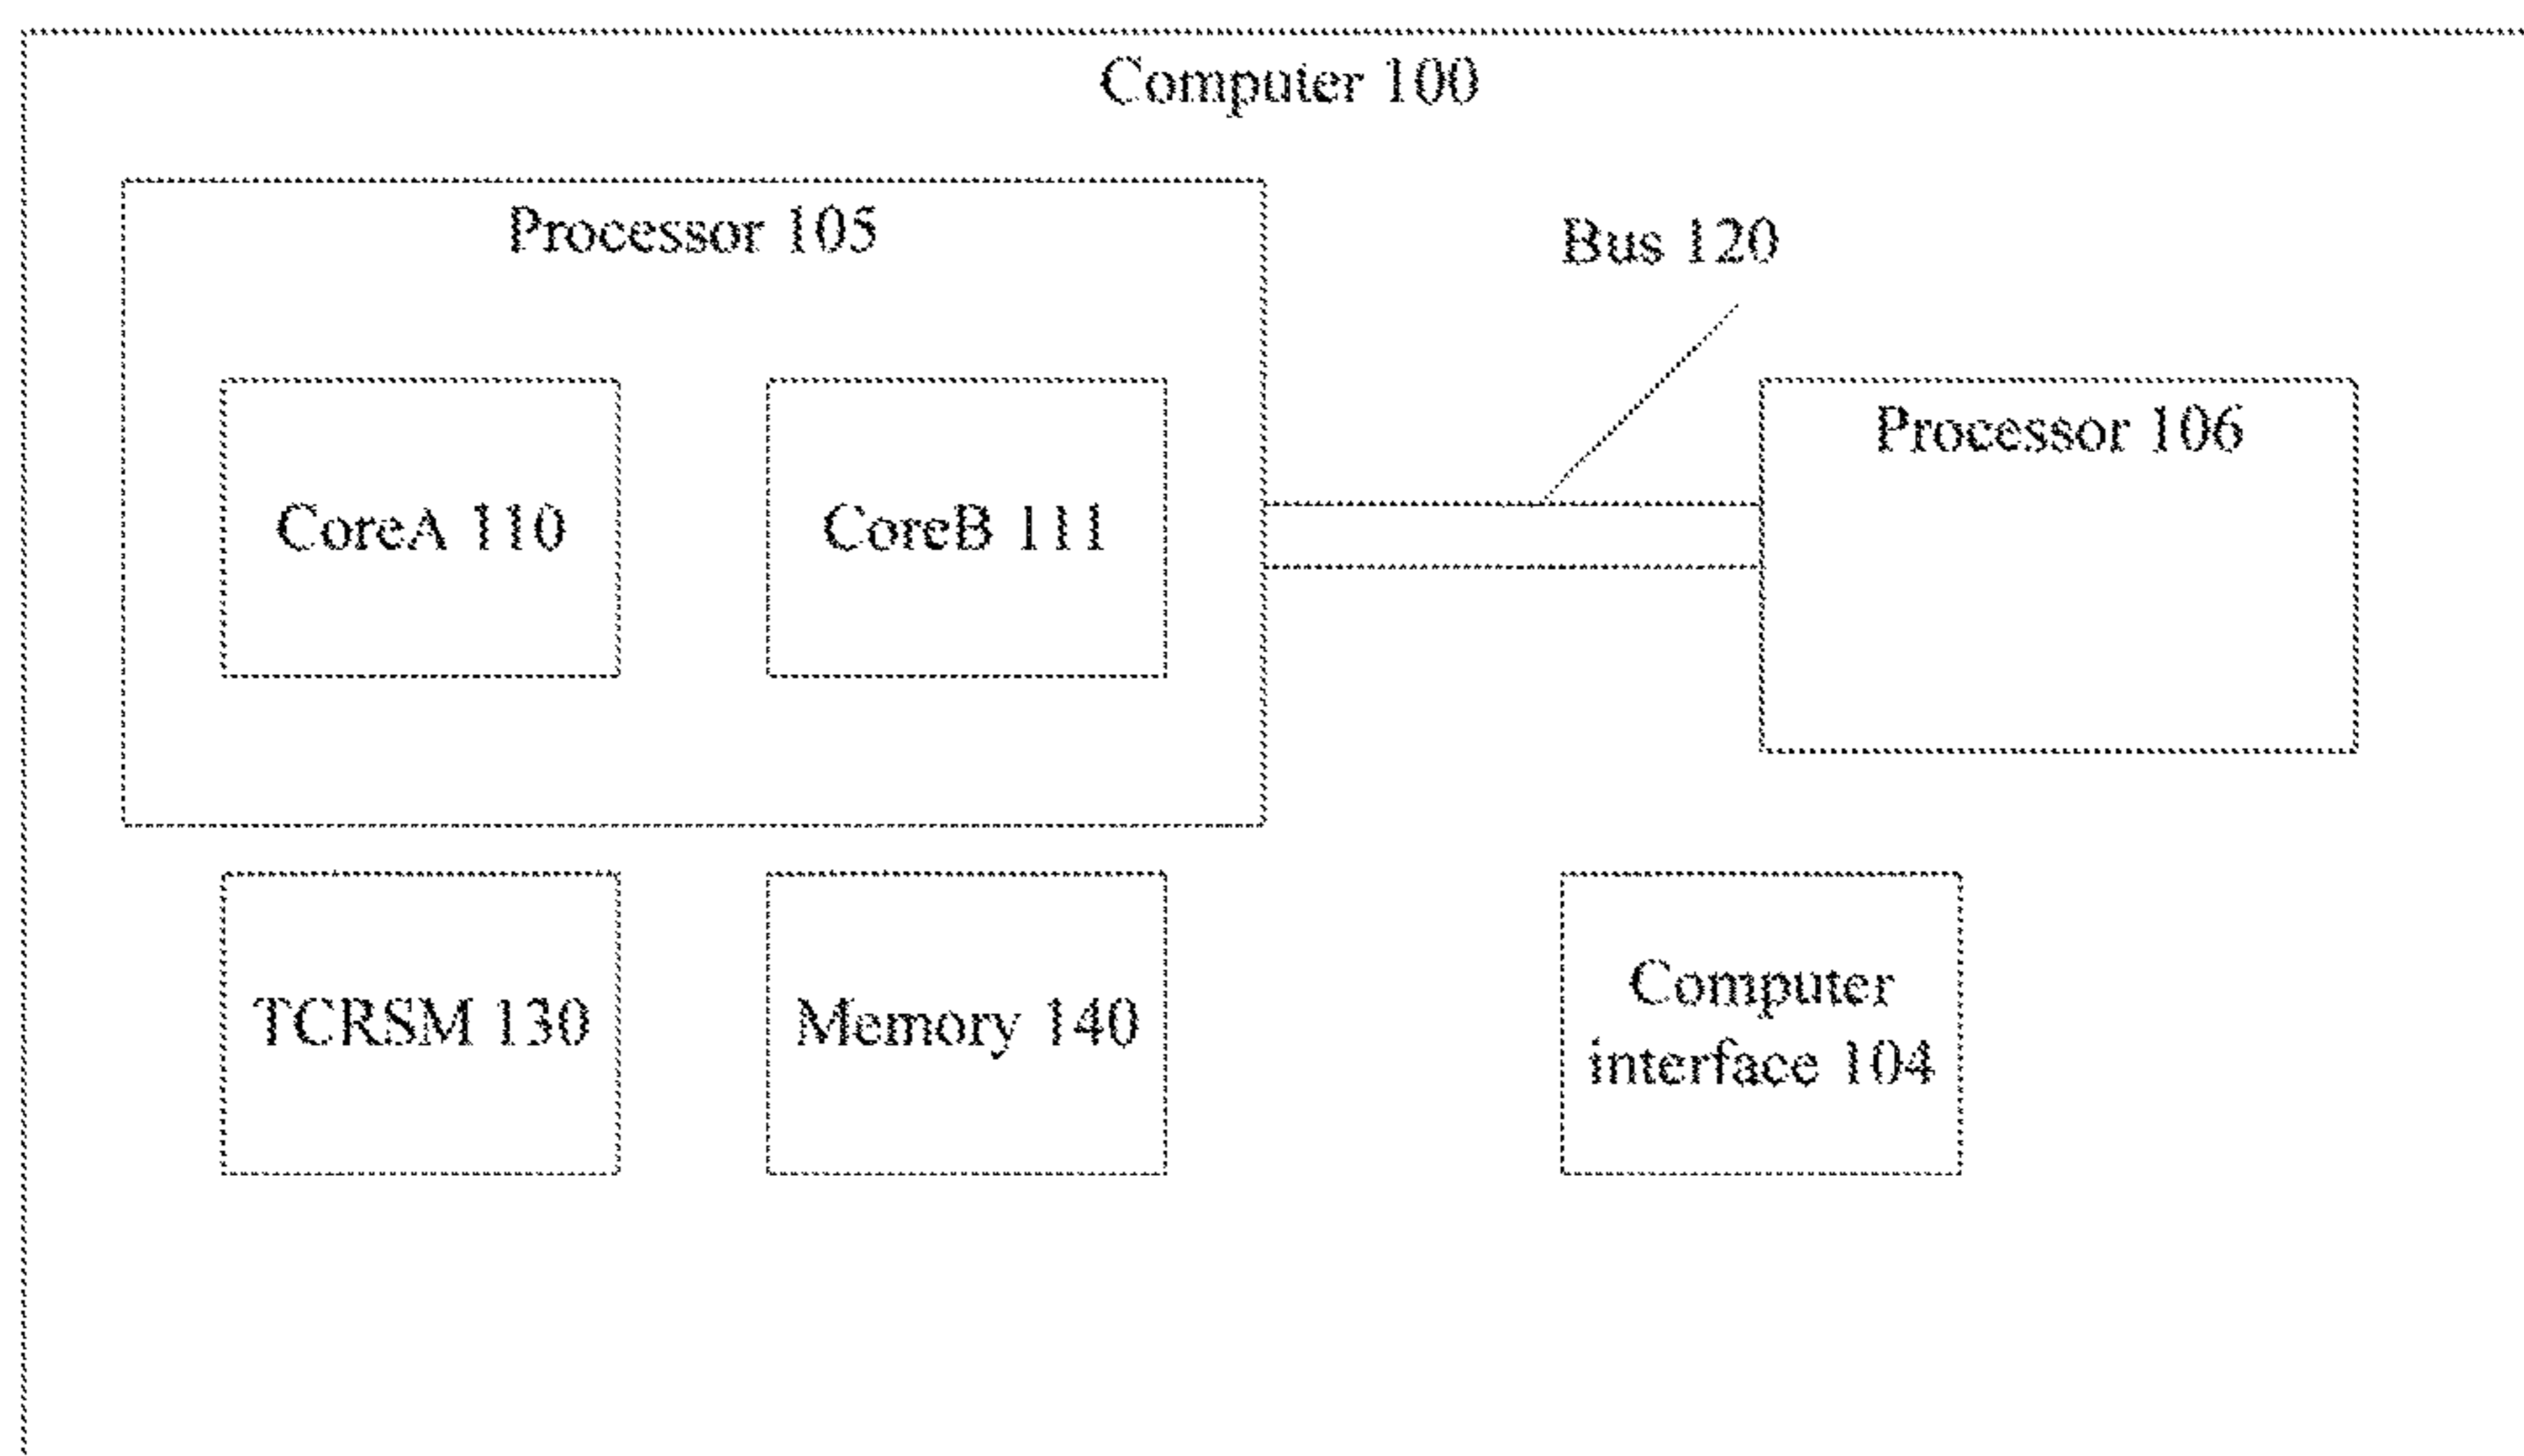 Computer 100
Processor 105
Bus 120
Processor 106
CoreA 110
CoreB 111
TCRSM 130
Memory 140
Computer
interface 104